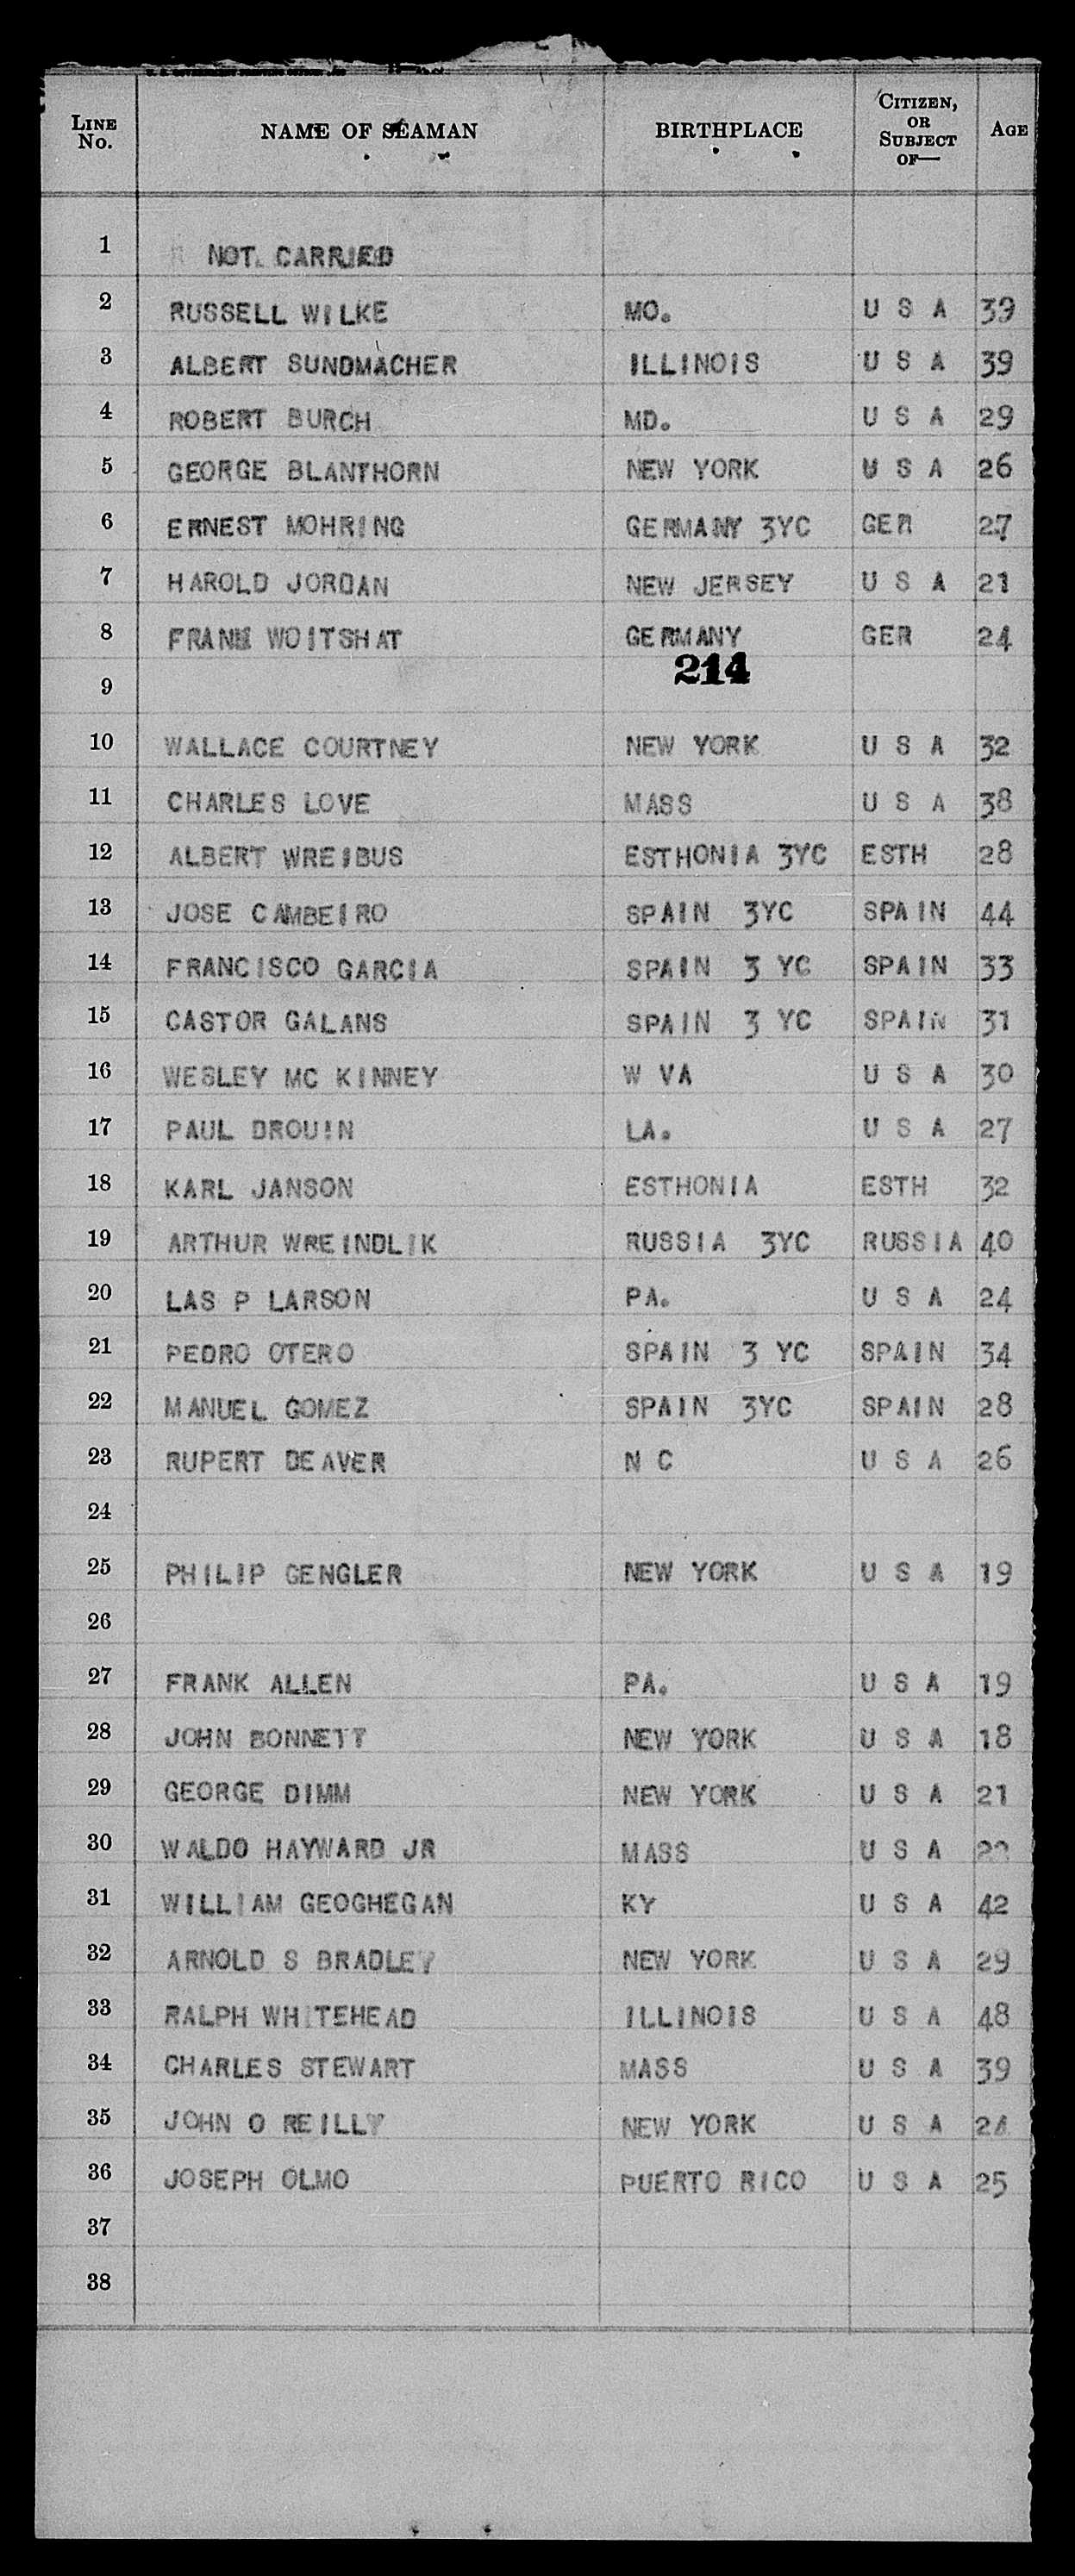 LINE No. NAME OF SEAMAN BIRTHPLACE CITIZEN, OR SUBJECT OF— AGE
1 NOT. CARRIED
2 RUSSELL WILKE MO. U S A 39
3 ALBERT SUNDMACHER ILLINOIS U S A 39
4 ROBERT BURCH MD. U S A 29
5 GEORGE BLANTHORN NEW YORK U S A 26
6 ERNEST MOHRING GERMANY 3YC GER 27
7 HAROLD JORDAN NEW JERSEY U S A 21
8 FRANK WOITSHAT GERMANY GER 24
214
9
10 WALLACE COURTNEY NEW YORK U S A 32
11 CHARLES LOVE MASS U S A 38
12 ALBERT WREIBUS ESTHONIA 3YC ESTH 28
13 JOSE CAMBEIRO SPAIN 3YC SPAIN 44
14 FRANCISCO GARCIA SPAIN 3 YC SPAIN 33
15 CASTOR GALANS SPAIN 3 YC SPAIN 31
16 WESLEY MC KINNEY W VA U S A 30
17 PAUL DROUIN LA. U S A 27
18 KARL JANSON ESTHONIA ESTH 32
19 ARTHUR WREINDLIK RUSSIA 3YC RUSSIA 40
20 LAS P LARSON PA. U S A 24
21 PEDRO OTERO SPAIN 3 YC SPAIN 34
22 MANUEL GOMEZ SPAIN 3YC SPAIN 28
23 RUPERT DEAVER N C U S A 26
24
25 PHILIP GENGLER NEW YORK U S A 19
26
27 FRANK ALLEN PA. U S A 19
28 JOHN BONNETT NEW YORK U S A 18
29 GEORGE DIMM NEW YORK U S A 21
30 WALDO HAYWARD JR MASS U S A
31 WILLIAM GEOGHEGAN KY U S A 42
32 ARNOLD S BRADLEY NEW YORK U S A 29
33 RALPH WHITEHEAD ILLINOIS U S A 48
34 CHARLES STEWART MASS U S A 39
35 JOHN O REILLY NEW YORK U S A 24
36 JOSEPH OLMO PUERTO RICO U S A 25
37
38